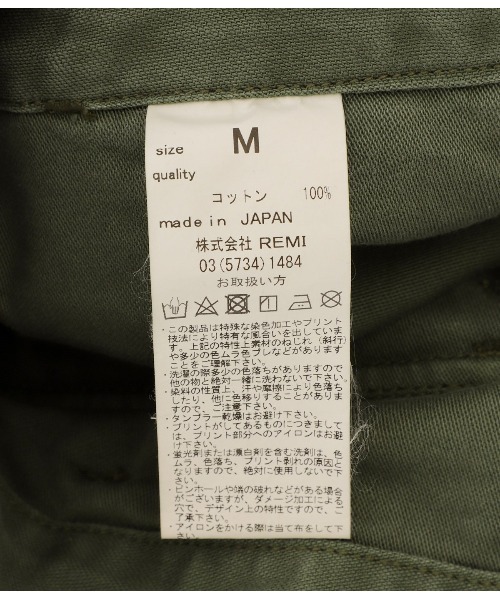 size M
quality
コットン 100%
made in JAPAN
株式会社 REMI
03(5734)1484
お取扱い方
・この製品は特殊な染色加工やプリント
技法により特有な風合いを出していま
す。上記の特性上素材のねじれ（斜行）
や多少の色ムラ色ブレなどがあります
ことをご理解下さい。
・洗濯の際多少の色落ちがありますので
他の物と絶対一緒に洗わないで下さい。
・染料の性質上、汗や摩擦により色落ち
したり、他に色移りすることがありま
すので、ご注意下さい。
・タンブラー乾燥はお避け下さい。
・プリントがしてあるものにつきまして
は、プリント部分へのアイロンはお避
け下さい。
・蛍光剤または漂白剤を含む洗剤は、色
ムラ、色落ち、プリント剥れの原因と
なりますので、絶対に使用しないで下
さい。
・ピンホールや端の破れなどがある場合
がございますが、ダメージ加工による
穴で、デザイン上の特性ですので、ご
了承下さい。
・アイロンをかける際は当て布をして下
さい。